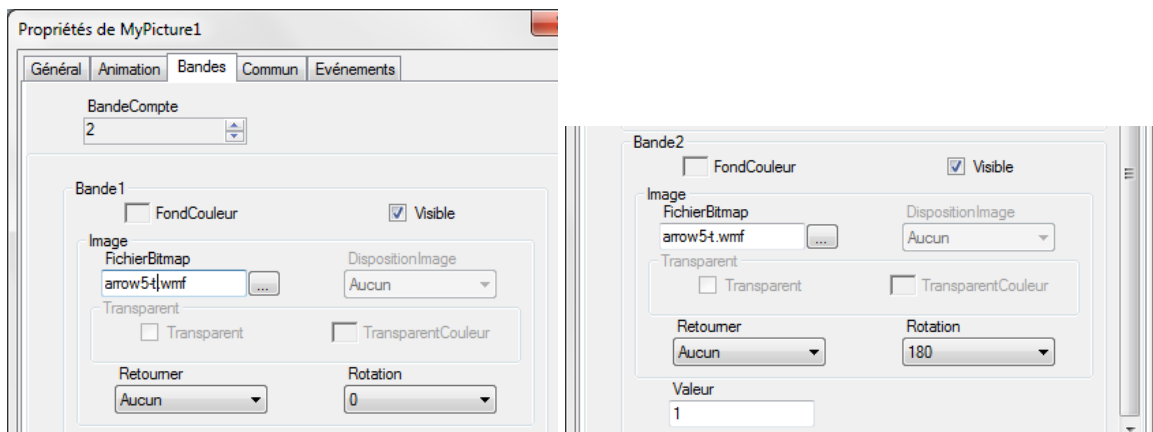 Propriétés de MyPicture1
Général Animation Bandes Commun Evénements
BandeCompte
2
Bande1
FondCouleur Visible
Image
FichierBitmap DispositionImage
arrow5-t.wmf ... Aucun
Transparent
Transparent TransparentCouleur
Retourner Rotation
Aucun 0
Bande2
FondCouleur Visible
Image
FichierBitmap DispositionImage
arrow5-t.wmf ... Aucun
Transparent
Transparent TransparentCouleur
Retourner Rotation
Aucun 180
Valeur
1